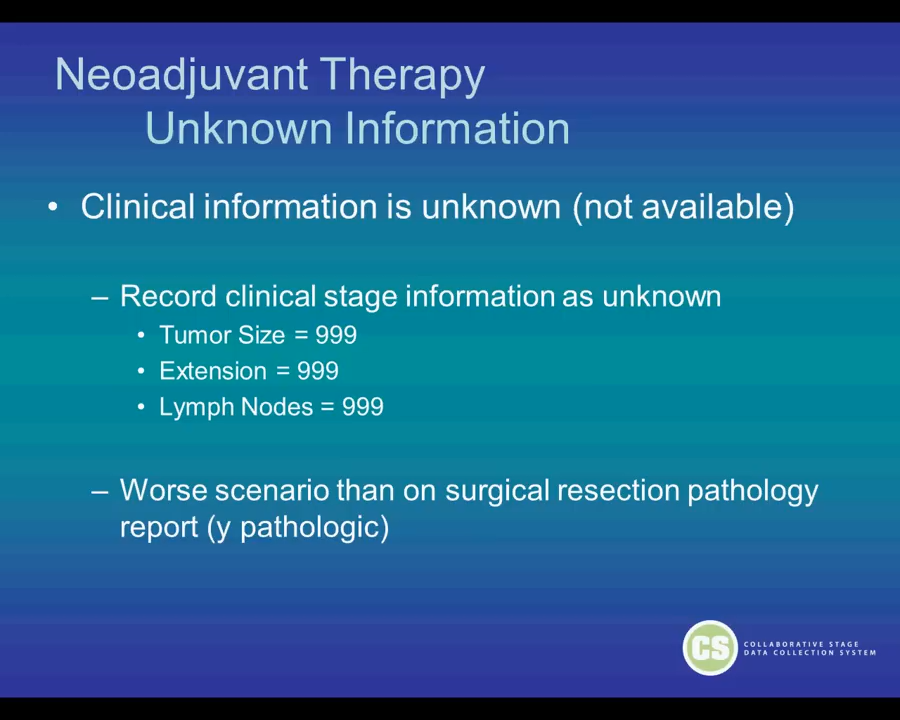 Neoadjuvant Therapy
Unknown Information
• Clinical information is unknown (not available)
– Record clinical stage information as unknown
• Tumor Size = 999
• Extension = 999
• Lymph Nodes = 999
– Worse scenario than on surgical resection pathology
report (y pathologic)
CS
COLLABORATIVE STAGE
DATA COLLECTION SYSTEM